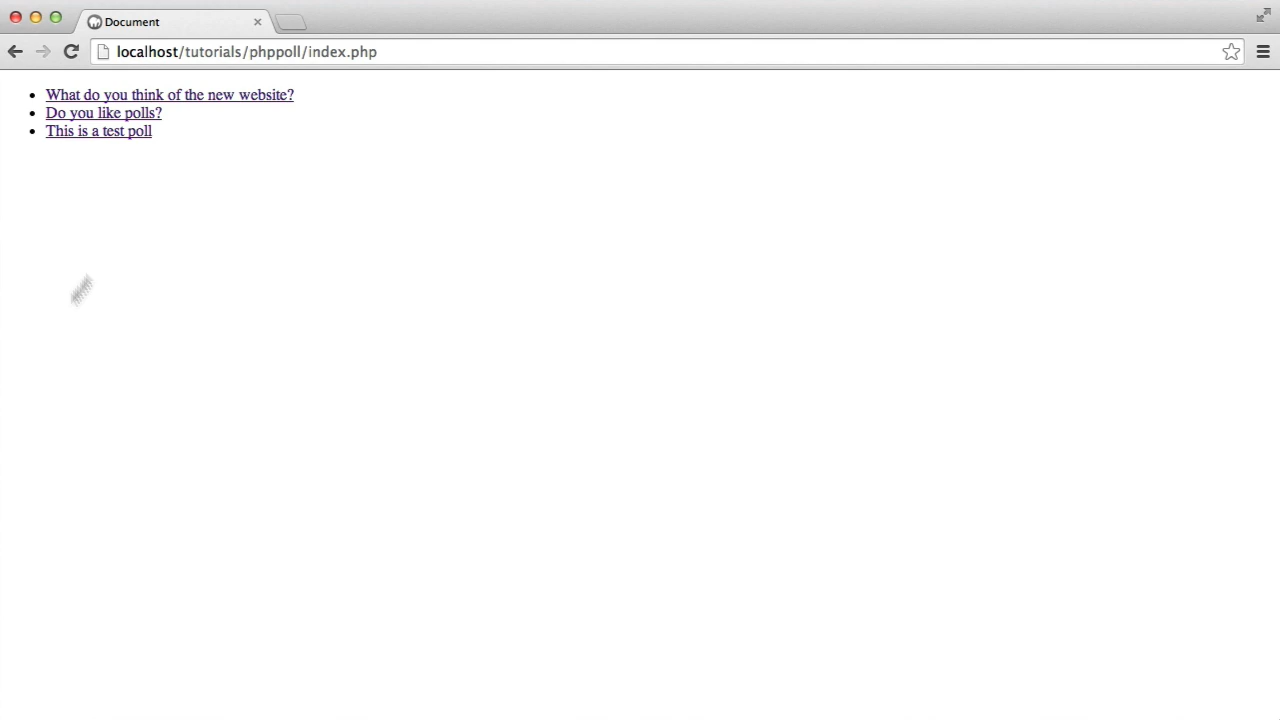 Document
localhost/tutorials/phppoll/index.php
What do you think of the new website?
Do you like polls?
This is a test poll